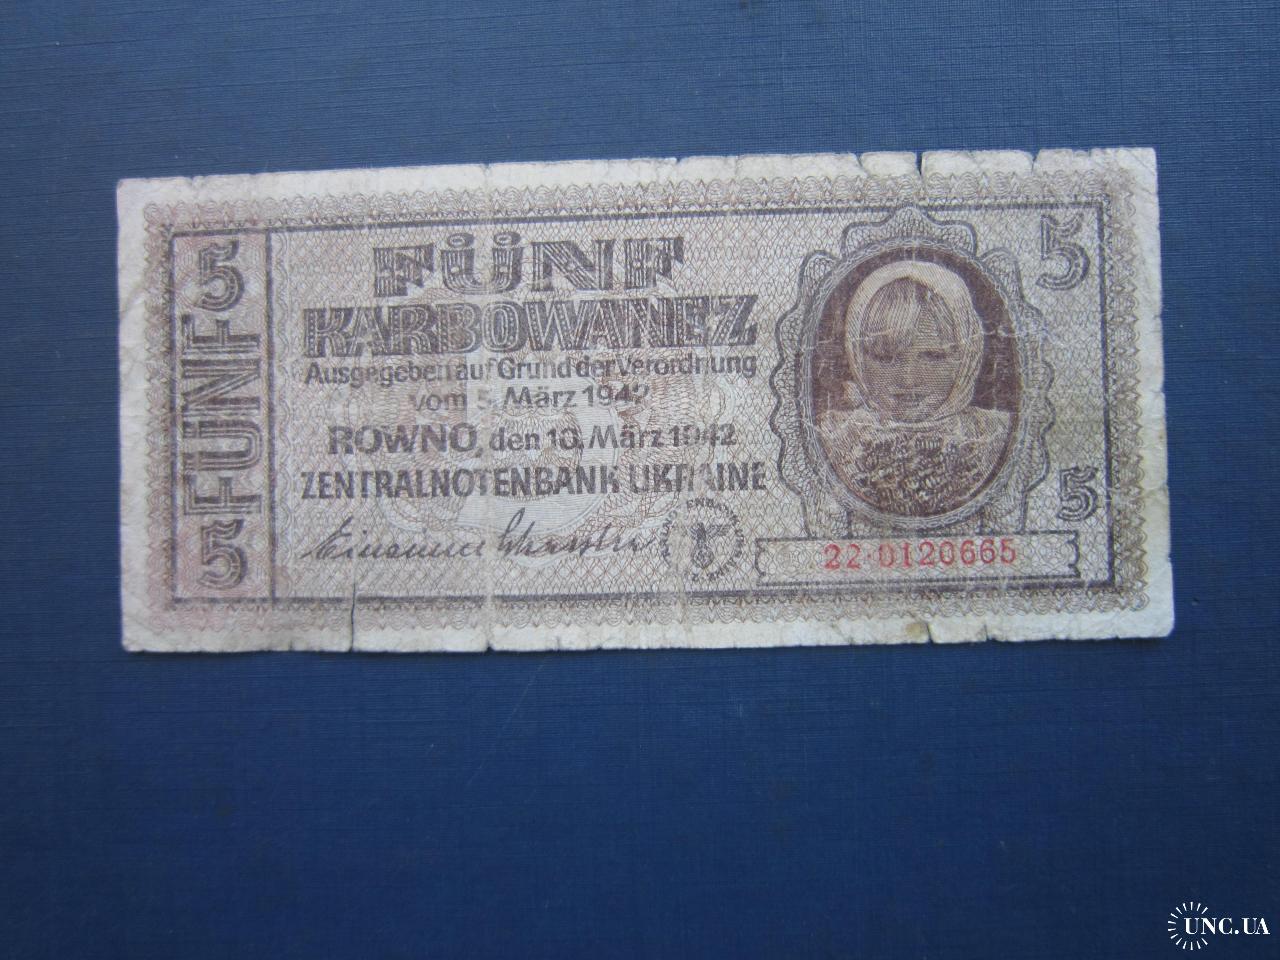 5 FÜNF 5
FÜNF
KARBOWANEZ
Ausgegeben auf Grund der Verordnung
vom 5. März 1942
ROWNO, den 10. März 1942
ZENTRALNOTENBANK UKRAINE
5
5
22·0120665
UNC.UA